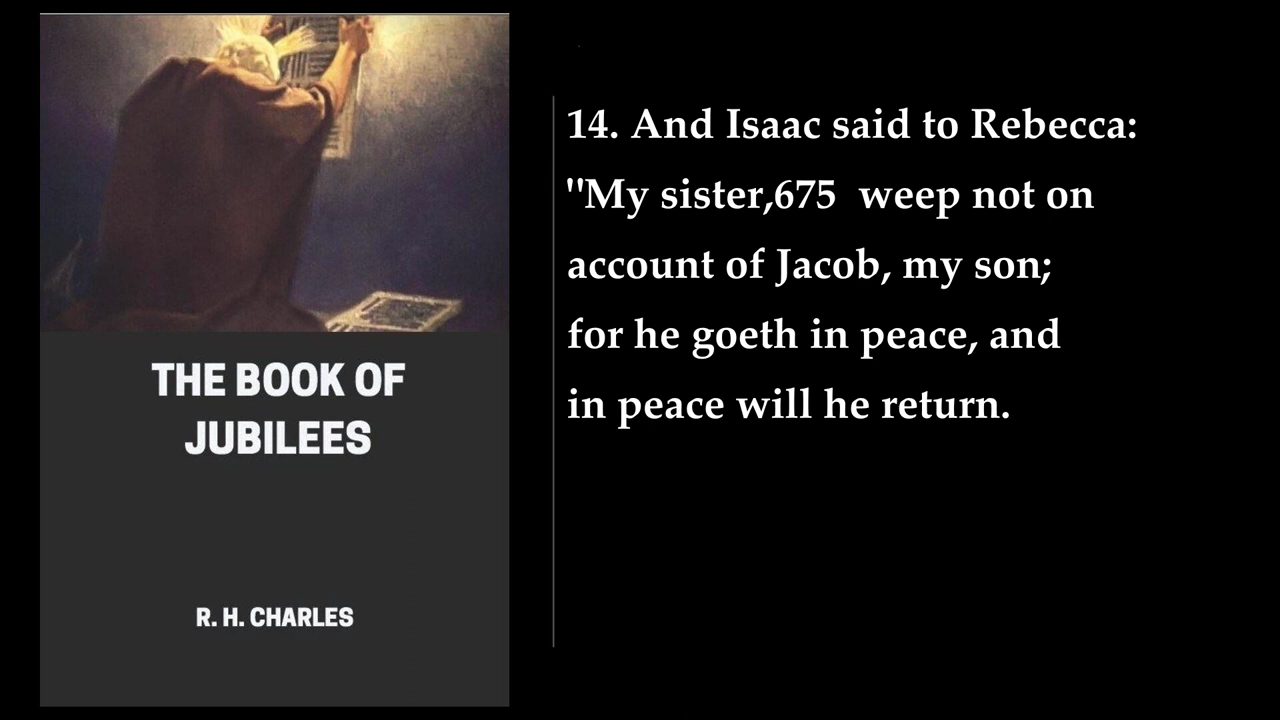 THE BOOK OF
JUBILEES
R. H. CHARLES
14. And Isaac said to Rebecca:
"My sister,675  weep not on
account of Jacob, my son;
for he goeth in peace, and
in peace will he return.